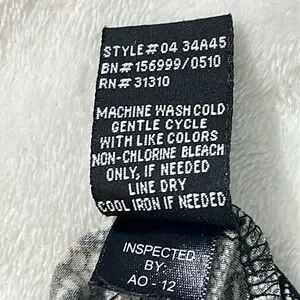 STYLE# 04 34A45
BN# 156999/0510
RN# 31310
MACHINE WASH COLD
GENTLE CYCLE
WITH LIKE COLORS
NON-CHLORINE BLEACH
ONLY, IF NEEDED
LINE DRY
COOL IRON IF NEEDED
INSPECTED
BY:
AO - 12